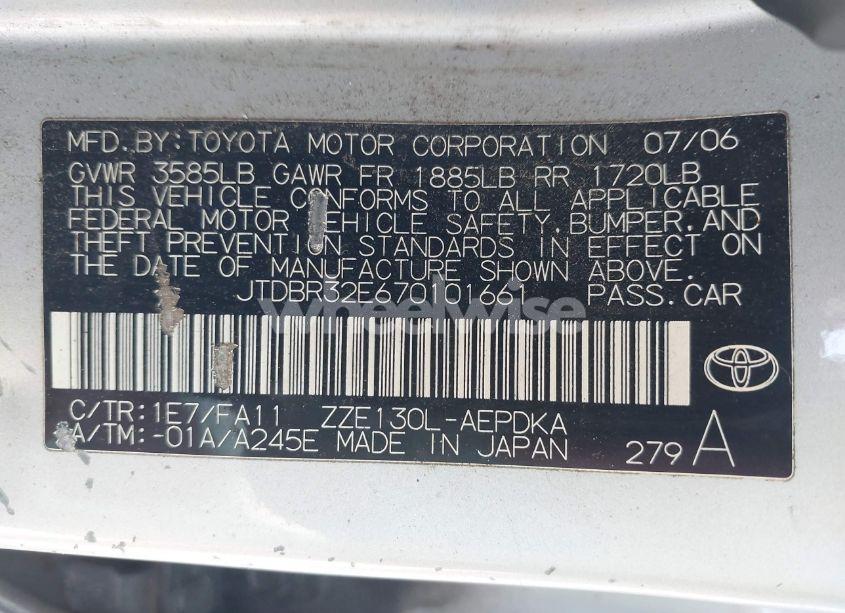 MFD.BY:TOYOTA MOTOR CORPORATION 07/06
GVWR 3585LB GAWR FR 1885LB RR 1720LB
THIS VEHICLE CONFORMS TO ALL APPLICABLE
FEDERAL MOTOR VEHICLE SAFETY,BUMPER,AND
THEFT PREVENTION STANDARDS IN EFFECT ON
THE DATE OF MANUFACTURE SHOWN ABOVE.
JTDBR32E670101661 PASS.CAR
wheelwise
C/TR:1E7/FA11 ZZE130L-AEPDKA
A/TM:-01A/A245E MADE IN JAPAN 279 A